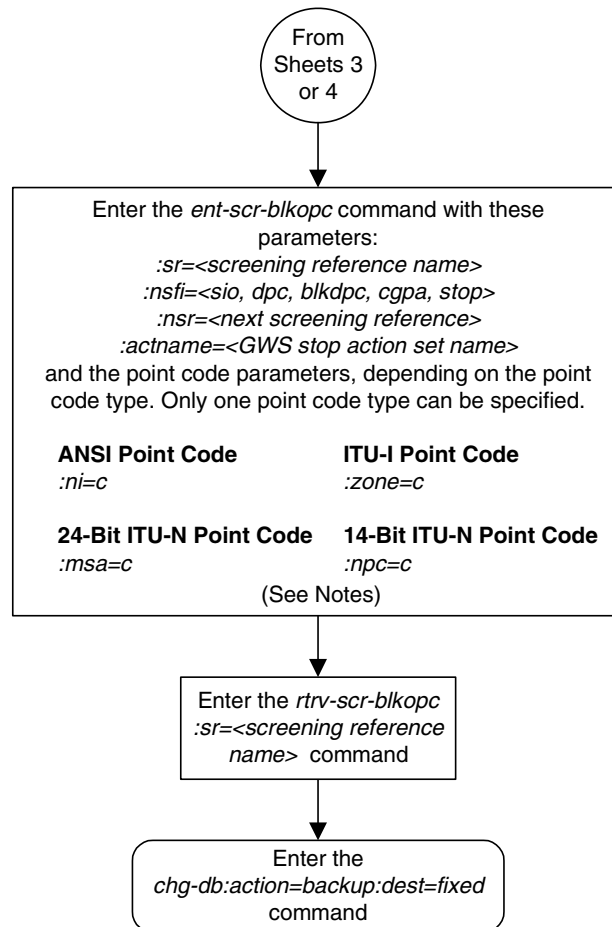 From
Sheets 3
or 4
Enter the ent-scr-blkopc command with these
parameters:
:sr=<screening reference name>
:nsfi=<sio, dpc, blkdpc, cgpa, stop>
:nsr=<next screening reference>
:actname=<GWS stop action set name>
and the point code parameters, depending on the point
code type. Only one point code type can be specified.
ANSI Point Code
:ni=c
ITU-I Point Code
:zone=c
24-Bit ITU-N Point Code
:msa=c
14-Bit ITU-N Point Code
:npc=c
(See Notes)
Enter the rtrv-scr-blkopc
:sr=<screening reference
name> command
Enter the
chg-db:action=backup:dest=fixed
command